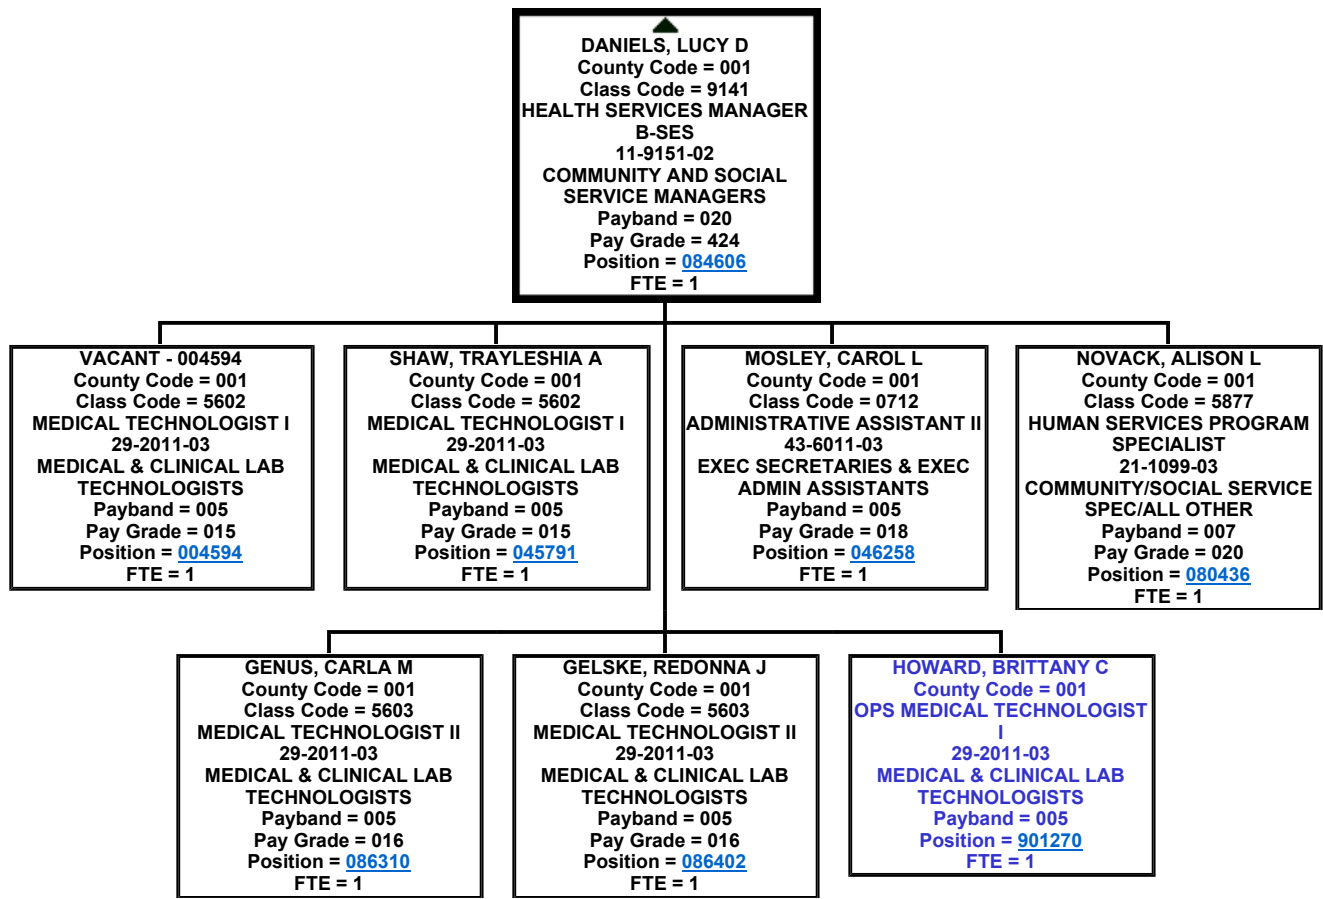 DANIELS, LUCY D
County Code = 001
Class Code = 9141
HEALTH SERVICES MANAGER
B-SES
11-9151-02
COMMUNITY AND SOCIAL
SERVICE MANAGERS
Payband = 020
Pay Grade = 424
Position = 084606
FTE = 1
VACANT - 004594
County Code = 001
Class Code = 5602
MEDICAL TECHNOLOGIST I
29-2011-03
MEDICAL & CLINICAL LAB
TECHNOLOGISTS
Payband = 005
Pay Grade = 015
Position = 004594
FTE = 1
SHAW, TRAYLESHIA A
County Code = 001
Class Code = 5602
MEDICAL TECHNOLOGIST I
29-2011-03
MEDICAL & CLINICAL LAB
TECHNOLOGISTS
Payband = 005
Pay Grade = 015
Position = 045791
FTE = 1
MOSLEY, CAROL L
County Code = 001
Class Code = 0712
ADMINISTRATIVE ASSISTANT II
43-6011-03
EXEC SECRETARIES & EXEC
ADMIN ASSISTANTS
Payband = 005
Pay Grade = 018
Position = 046258
FTE = 1
NOVACK, ALISON L
County Code = 001
Class Code = 5877
HUMAN SERVICES PROGRAM
SPECIALIST
21-1099-03
COMMUNITY/SOCIAL SERVICE
SPEC/ALL OTHER
Payband = 007
Pay Grade = 020
Position = 080436
FTE = 1
GENUS, CARLA M
County Code = 001
Class Code = 5603
MEDICAL TECHNOLOGIST II
29-2011-03
MEDICAL & CLINICAL LAB
TECHNOLOGISTS
Payband = 005
Pay Grade = 016
Position = 086310
FTE = 1
GELSKE, REDONNA J
County Code = 001
Class Code = 5603
MEDICAL TECHNOLOGIST II
29-2011-03
MEDICAL & CLINICAL LAB
TECHNOLOGISTS
Payband = 005
Pay Grade = 016
Position = 086402
FTE = 1
HOWARD, BRITTANY C
County Code = 001
OPS MEDICAL TECHNOLOGIST
I
29-2011-03
MEDICAL & CLINICAL LAB
TECHNOLOGISTS
Payband = 005
Position = 901270
FTE = 1